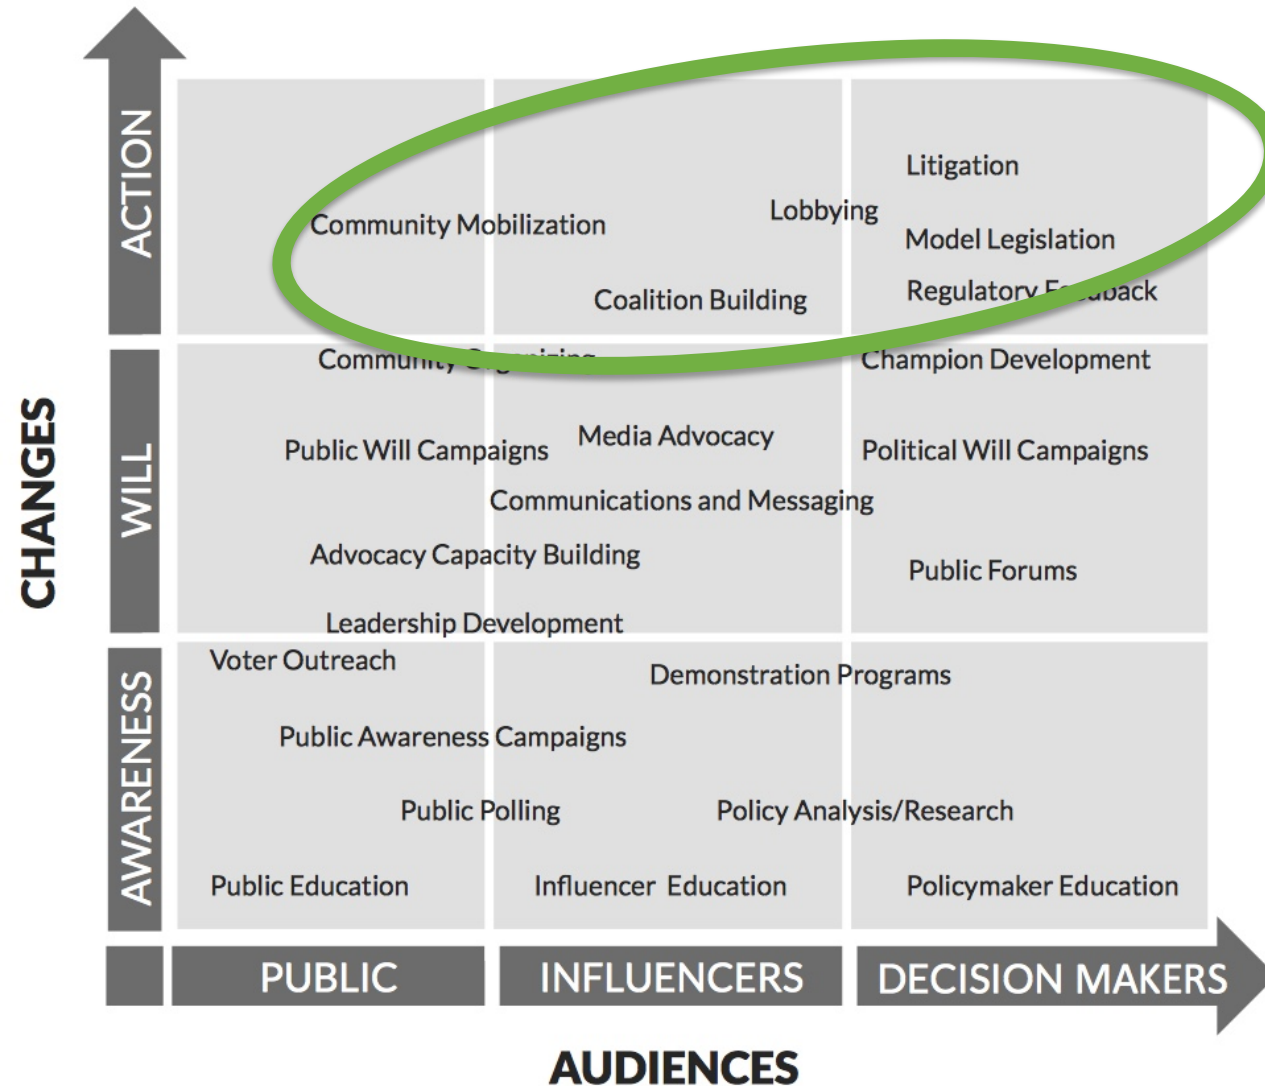 CHANGES
ACTION
Litigation
Lobbying
Community Mobilization
Model Legislation
Regulatory
Coalition Building
WILL
Community
Champion Development
Media Advocacy
Public Will Campaigns
Political Will Campaigns
Communications and Messaging
Advocacy Capacity Building
Public Forums
Leadership Development
AWARENESS
Voter Outreach
Demonstration Programs
Public Awareness Campaigns
Public Polling
Policy Analysis/Research
Public Education
Influencer Education
Policymaker Education
PUBLIC
INFLUENCERS
DECISION MAKERS
AUDIENCES